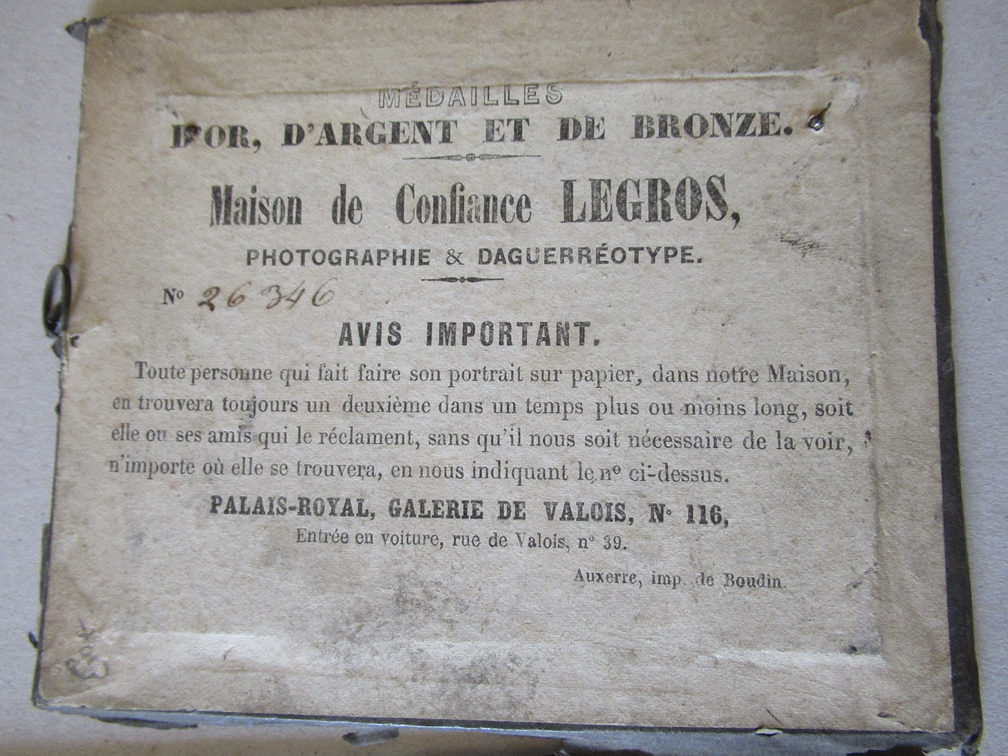 MÉDAILLES
D'OR, D'ARGENT ET DE BRONZE.
Maison de Confiance LEGROS,
PHOTOGRAPHIE & DAGUERRÉOTYPE.
No 26346
AVIS IMPORTANT.
Toute personne qui fait faire son portrait sur papier, dans notre Maison,
en trouvera toujours un deuxième dans un temps plus ou moins long, soit
elle ou ses amis qui le réclament, sans qu'il nous soit nécessaire de la voir,
n'importe où elle se trouvera, en nous indiquant le no ci-dessus.
PALAIS-ROYAL, GALERIE DE VALOIS, No 116,
Entrée en voiture, rue de Valois, no 39.
Auxerre, imp. de Boudin.